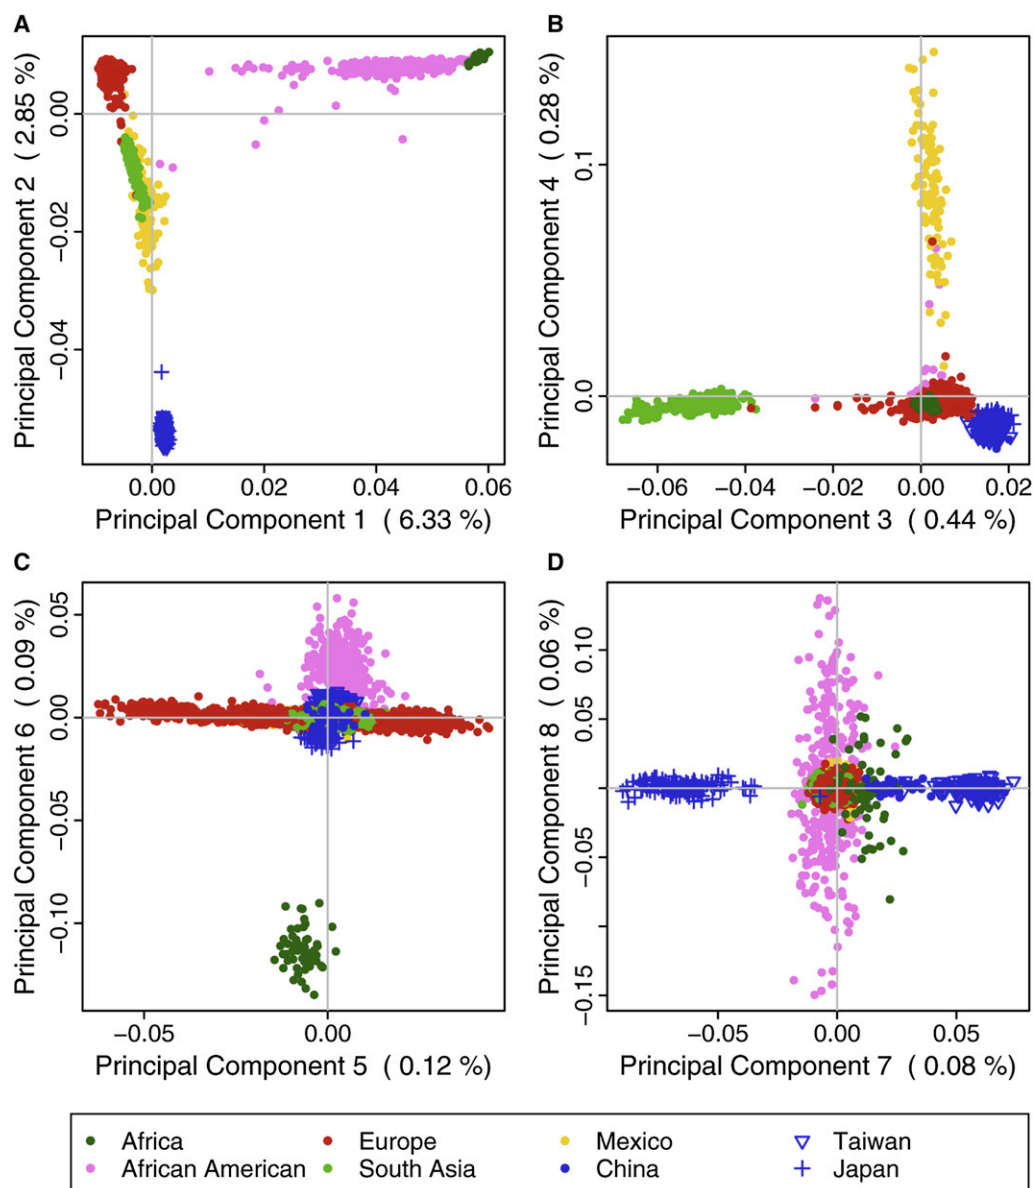 A
Principal Component 2 ( 2.85 %)
0.00
−0.02
−0.04
0.00 0.02 0.04 0.06
Principal Component 1 ( 6.33 %)
B
Principal Component 4 ( 0.28 %)
0.1
0.0
−0.06 −0.04 −0.02 0.00 0.02
Principal Component 3 ( 0.44 %)
C
Principal Component 6 ( 0.09 %)
0.05
0.00
−0.05
−0.10
−0.05 0.00
Principal Component 5 ( 0.12 %)
D
Principal Component 8 ( 0.06 %)
0.10
0.05
0.00
−0.05
−0.15
−0.05 0.00 0.05
Principal Component 7 ( 0.08 %)
Africa Europe Mexico Taiwan
African American South Asia China Japan